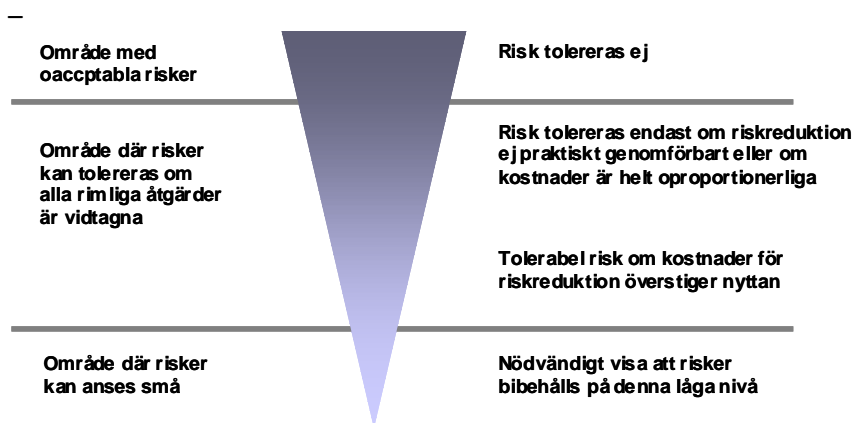 Område med
oaccptabla risker
Risk tolereras ej
Område där risker
kan tolereras om
alla rimliga åtgärder
är vidtagna
Risk tolereras endast om riskreduktion
ej praktiskt genomförbart eller om
kostnader är helt oproportionerliga
Tolerabel risk om kostnader för
riskreduktion överstiger nyttan
Område där risker
kan anses små
Nödvändigt visa att risker
bibehålls på denna låga nivå